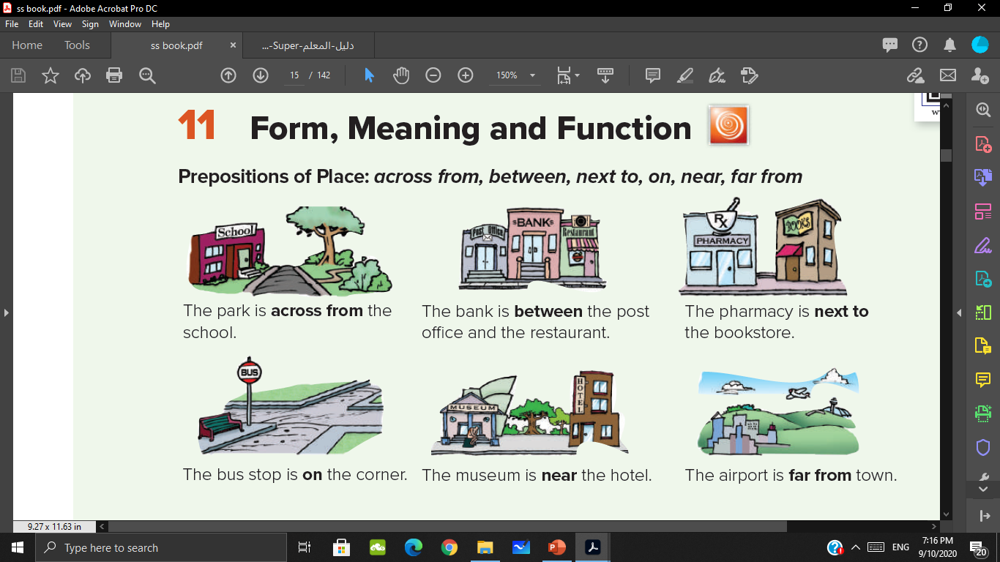 ss book.pdf - Adobe Acrobat Pro DC
File Edit View Sign Window Help
Home Tools ss book.pdf × ...-Super-دليل-المعلم
15 / 142 150%
11 Form, Meaning and Function
Prepositions of Place: across from, between, next to, on, near, far from
School
Post Office
BANK
Restaurant
RX
PHARMACY
BOOKS
The park is across from the
school.
The bank is between the post
office and the restaurant.
The pharmacy is next to
the bookstore.
BUS
MUSEUM
HOTEL
The bus stop is on the corner.
The museum is near the hotel.
The airport is far from town.
9.27 x 11.63 in
Type here to search
ENG
7:16 PM
9/10/2020
20